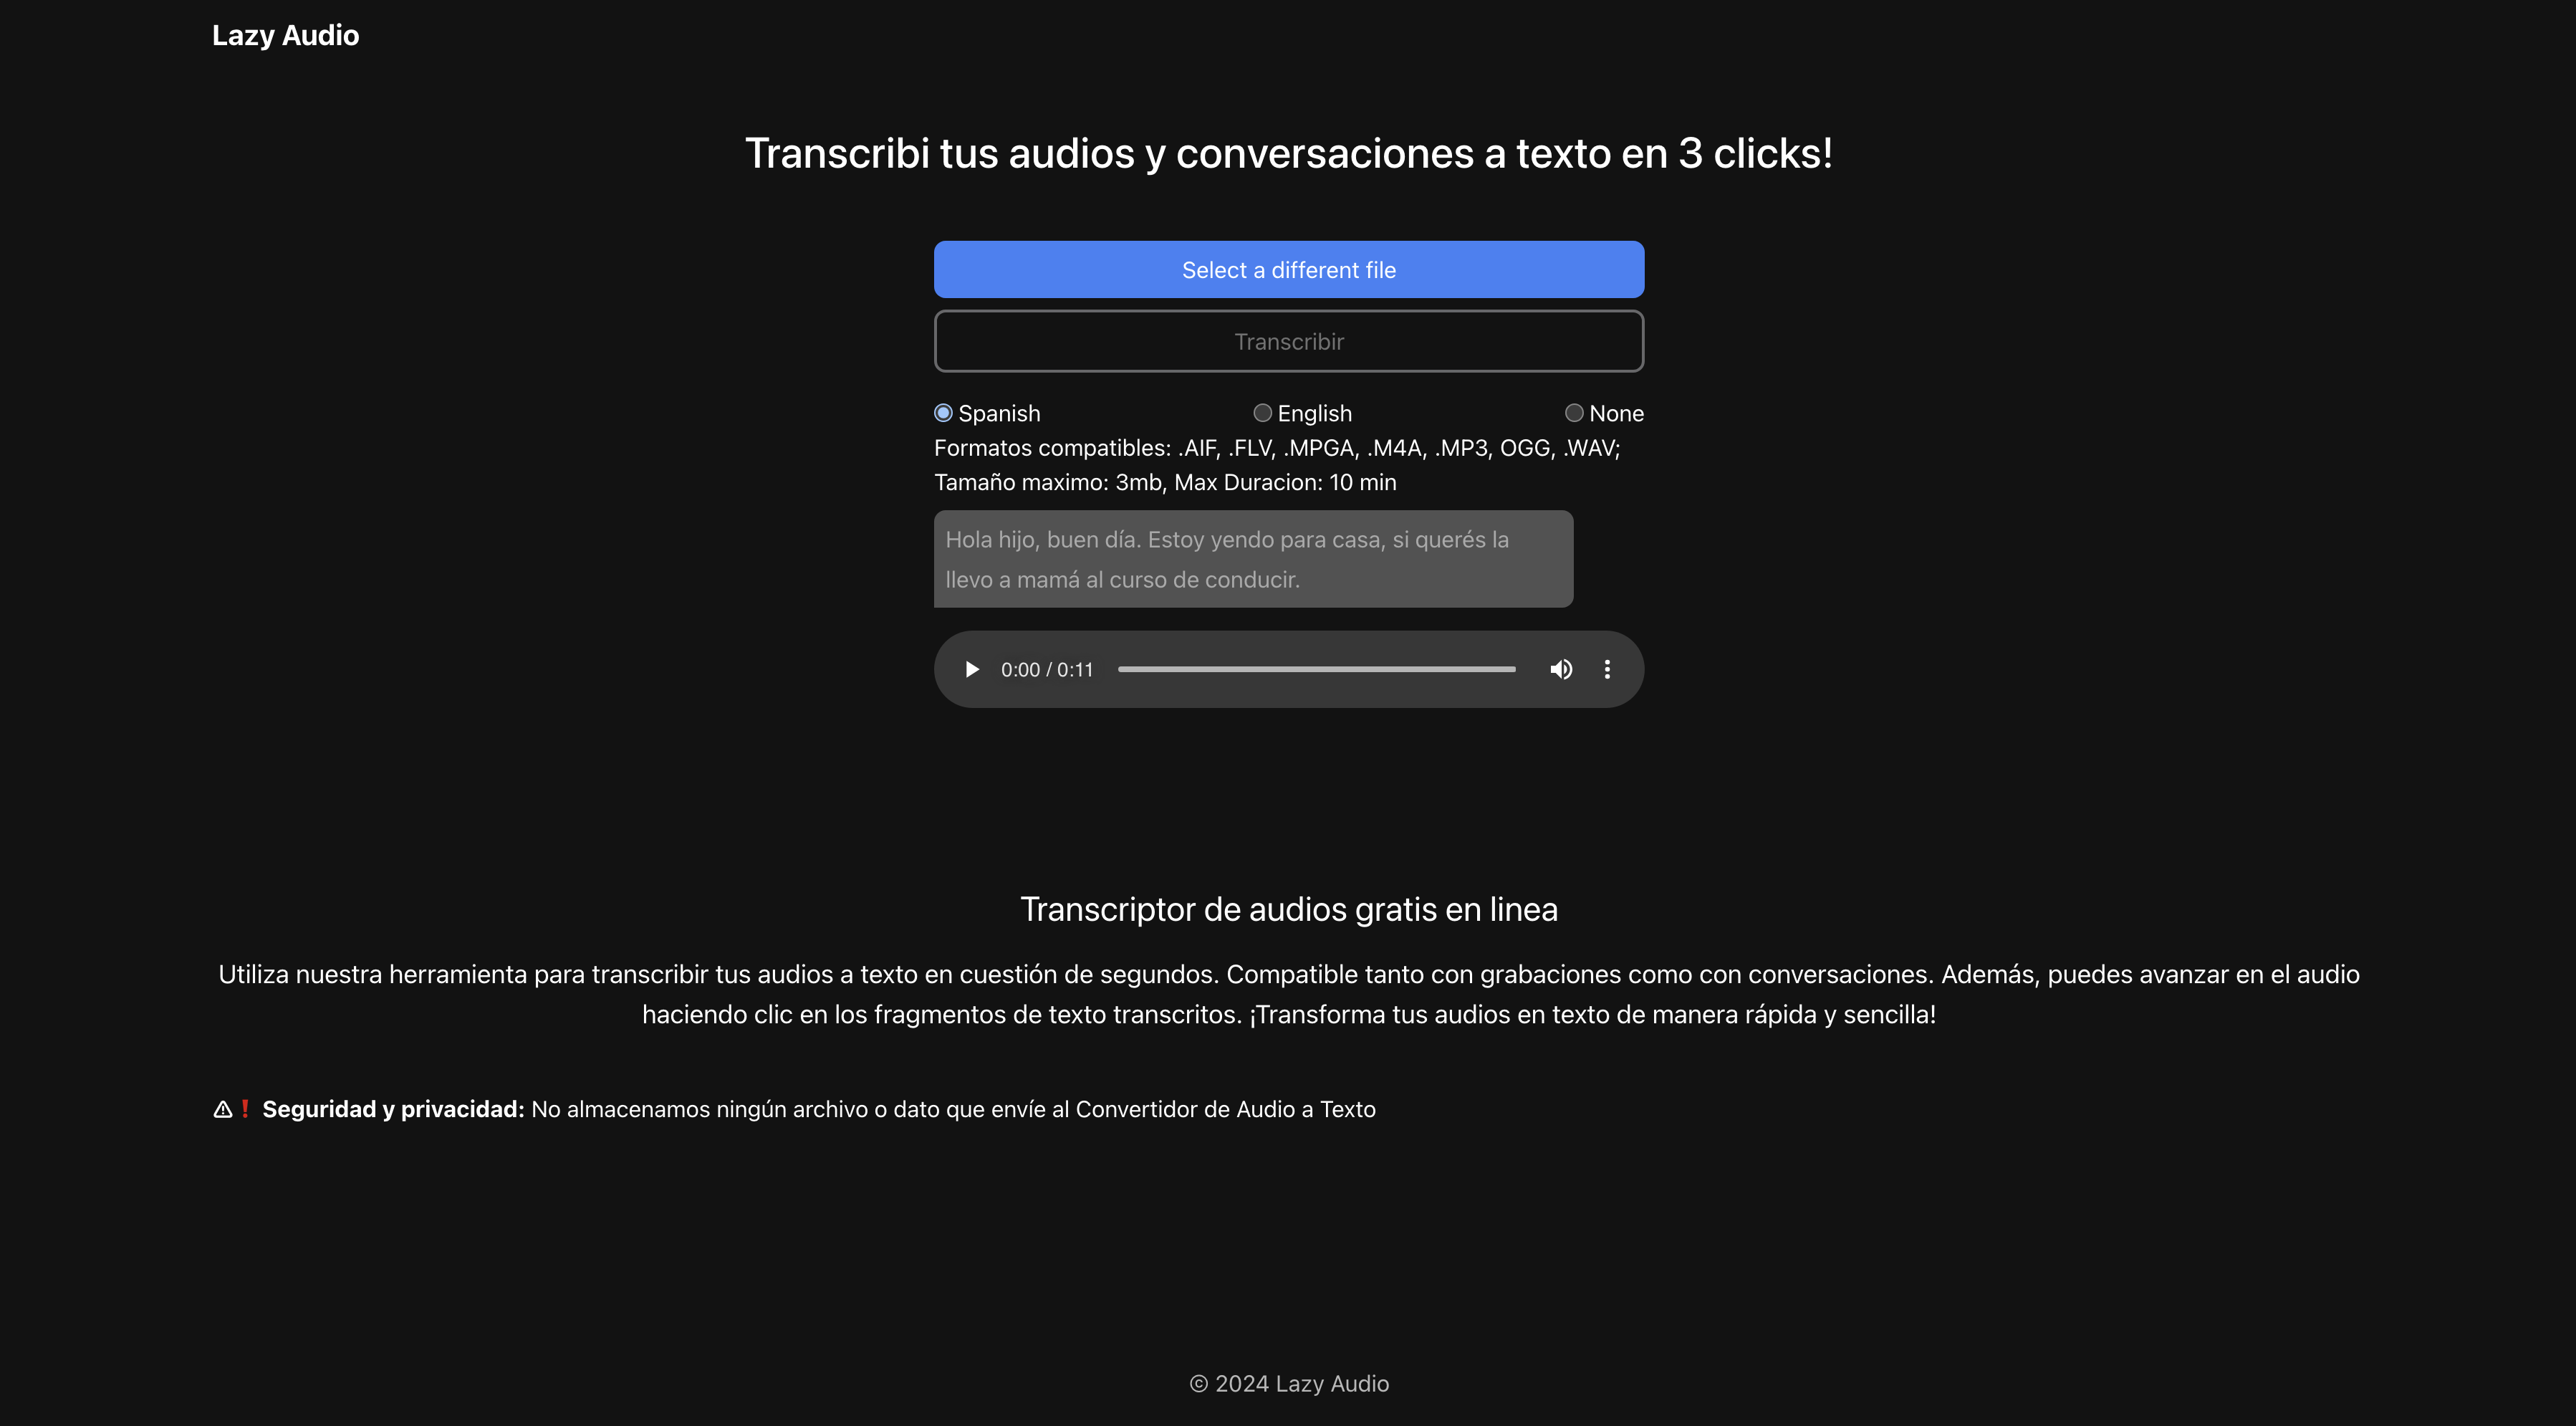 Lazy Audio
Transcribi tus audios y conversaciones a texto en 3 clicks!
Select a different file
Transcribir
Spanish English None
Formatos compatibles: .AIF, .FLV, .MPGA, .M4A, .MP3, OGG, .WAV;
Tamaño maximo: 3mb, Max Duracion: 10 min
Hola hijo, buen día. Estoy yendo para casa, si querés la
llevo a mamá al curso de conducir.
0:00 / 0:11
Transcriptor de audios gratis en linea
Utiliza nuestra herramienta para transcribir tus audios a texto en cuestión de segundos. Compatible tanto con grabaciones como con conversaciones. Además, puedes avanzar en el audio
haciendo clic en los fragmentos de texto transcritos. ¡Transforma tus audios en texto de manera rápida y sencilla!
⚠❗ Seguridad y privacidad: No almacenamos ningún archivo o dato que envíe al Convertidor de Audio a Texto
© 2024 Lazy Audio